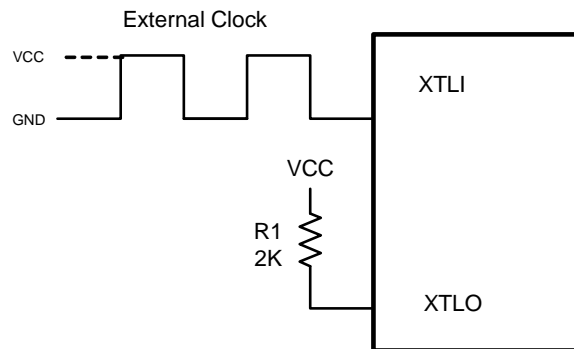 External Clock
VCC
XTLI
GND
VCC
R1
2K
XTLO